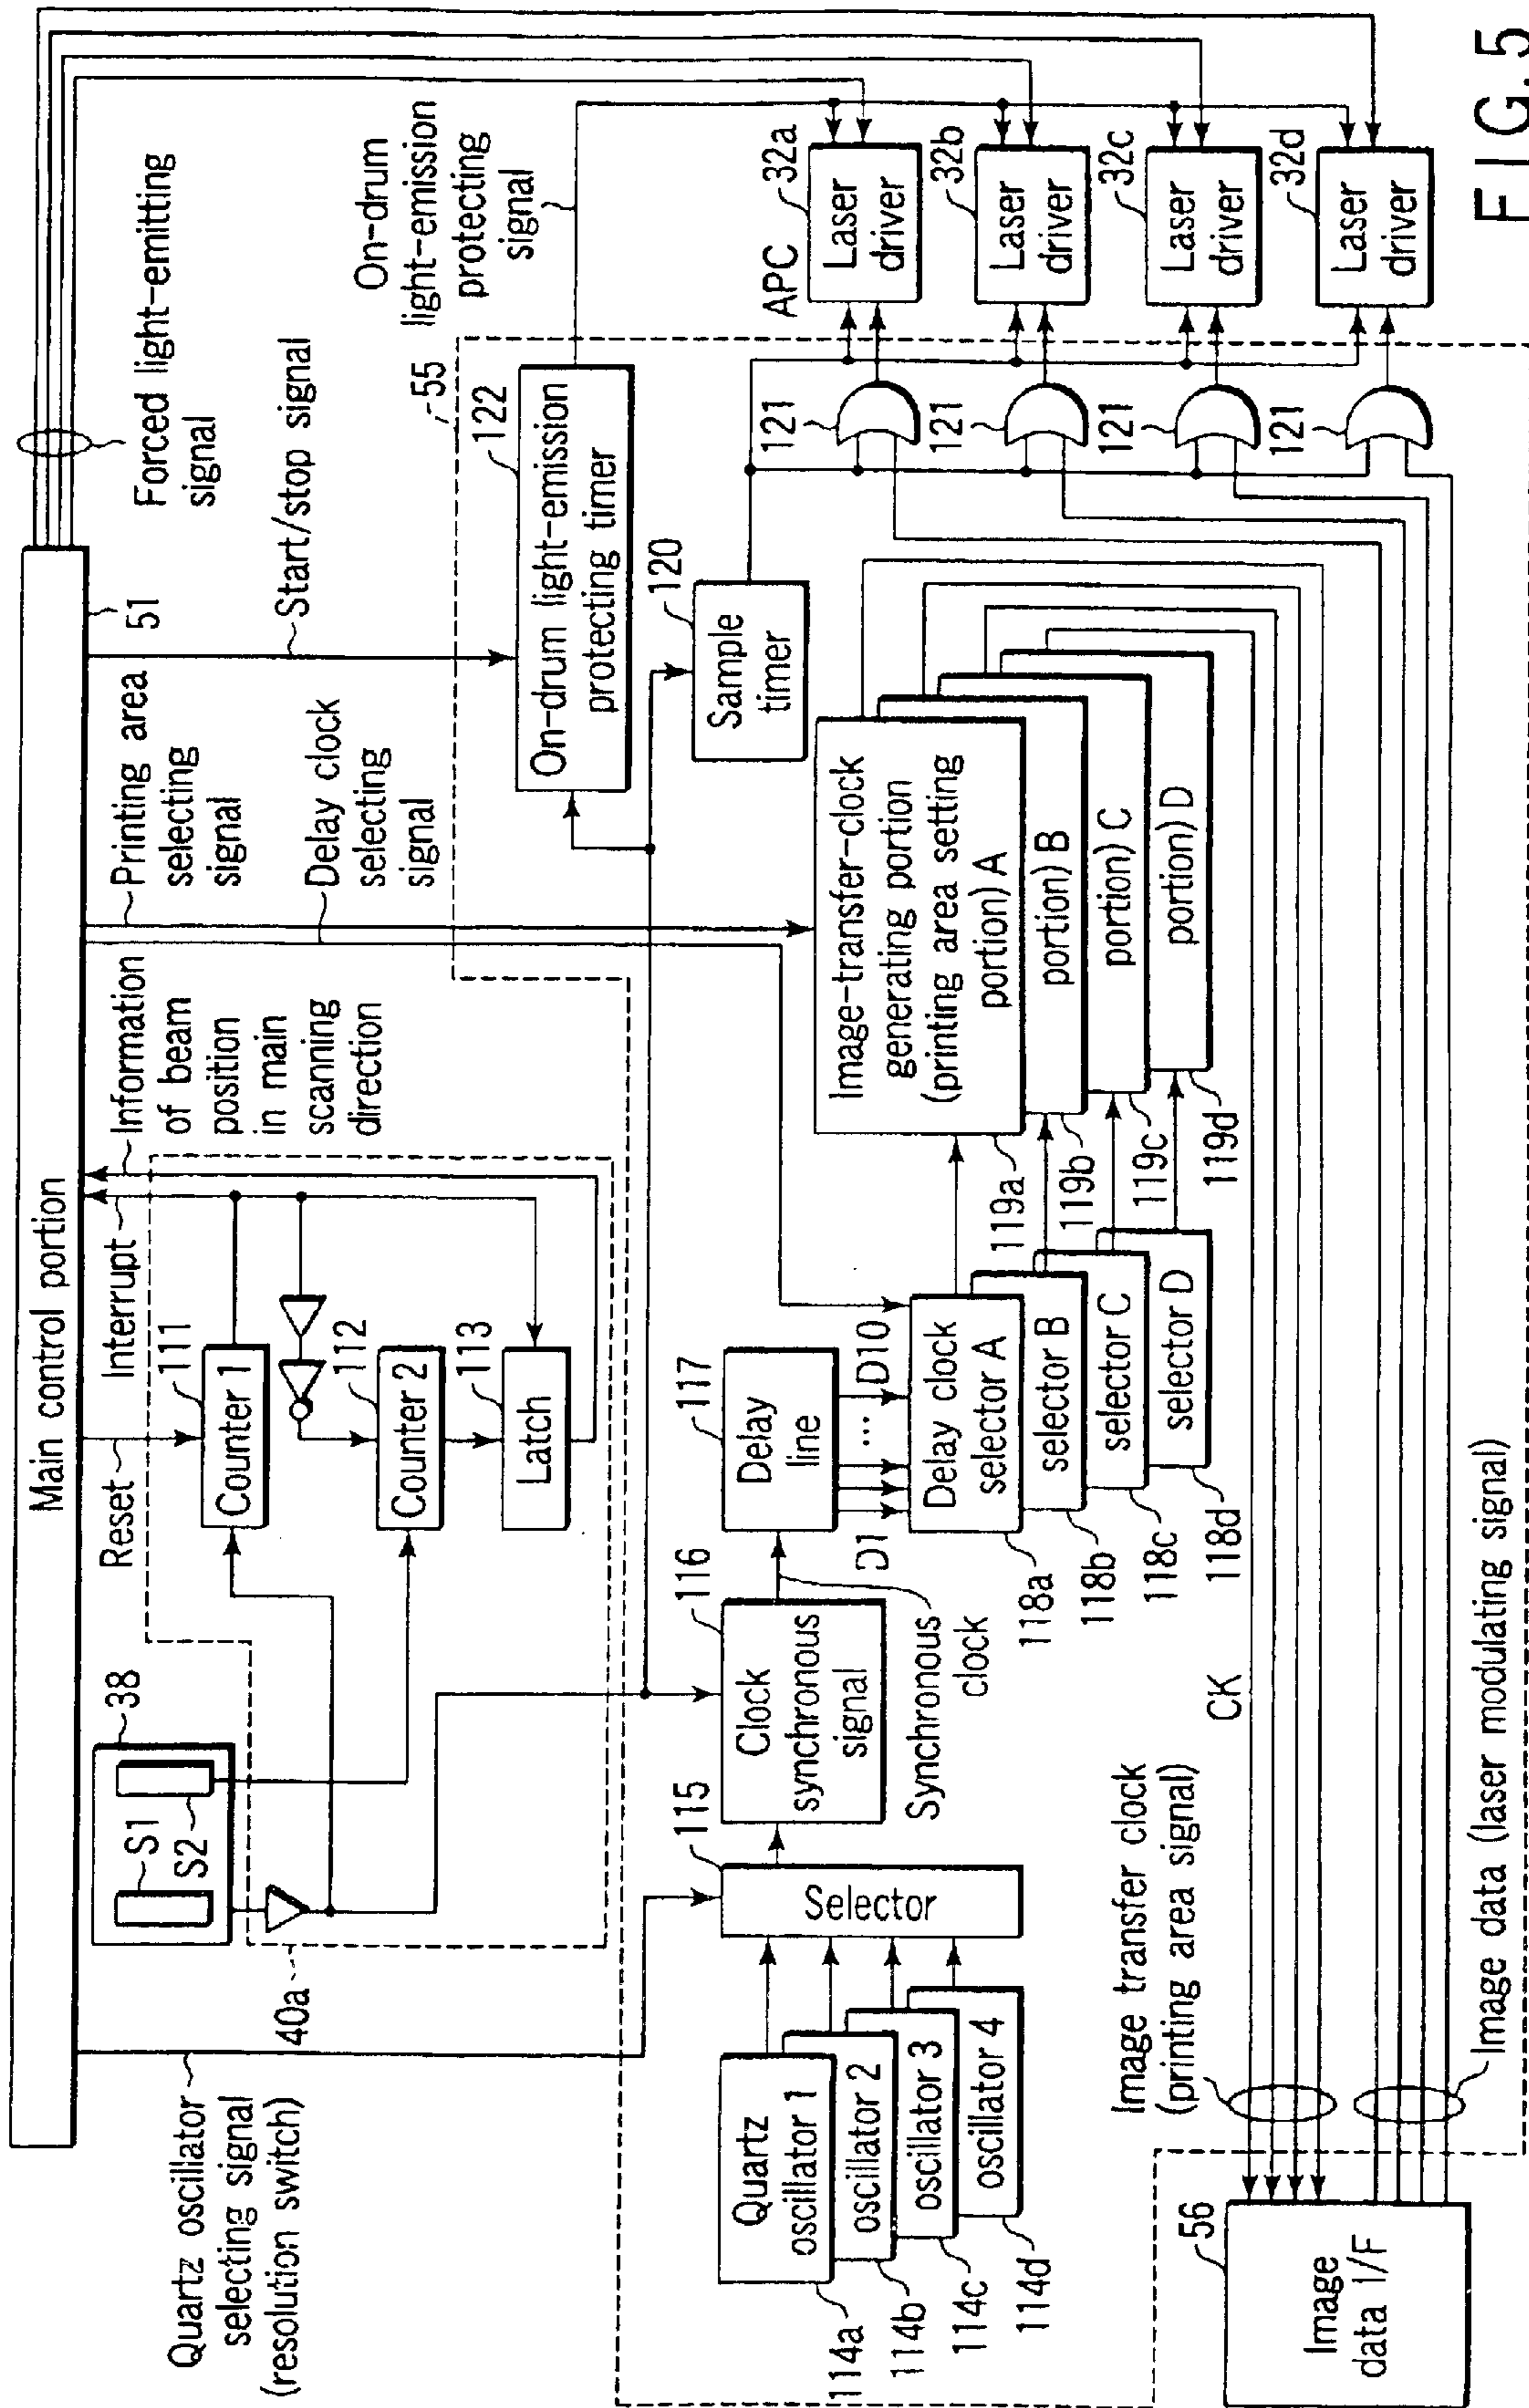 Main control portion
51
Quartz oscillator
selecting signal
(resolution switch)
38
S1
S2
40a
Reset
Interrupt
Information
of beam
position
in main
scanning
direction
111
Counter 1
112
Counter 2
113
Latch
Printing area
selecting
signal
Delay clock
selecting
signal
Start/stop signal
Forced light-emitting
signal
55
On-drum
light-emission
protecting
signal
122
On-drum light-emission
protecting timer
120
Sample
timer
Quartz
oscillator 1
oscillator 2
oscillator 3
oscillator 4
114a
114b
114c
114d
115
Selector
116
Clock
synchronous
signal
Synchronous
clock
117
Delay
line
D1
...
D10
Delay clock
selector A
selector B
selector C
selector D
118a
118b
118c
118d
Image-transfer-clock
generating portion
(printing area setting
portion) A
portion) B
portion) C
portion) D
119a
119b
119c
119d
121
121
121
121
APC
32a
Laser
driver
32b
Laser
driver
32c
Laser
driver
32d
Laser
driver
Image transfer clock
(printing area signal)
CK
56
Image
data I/F
Image data (laser modulating signal)
FIG. 5